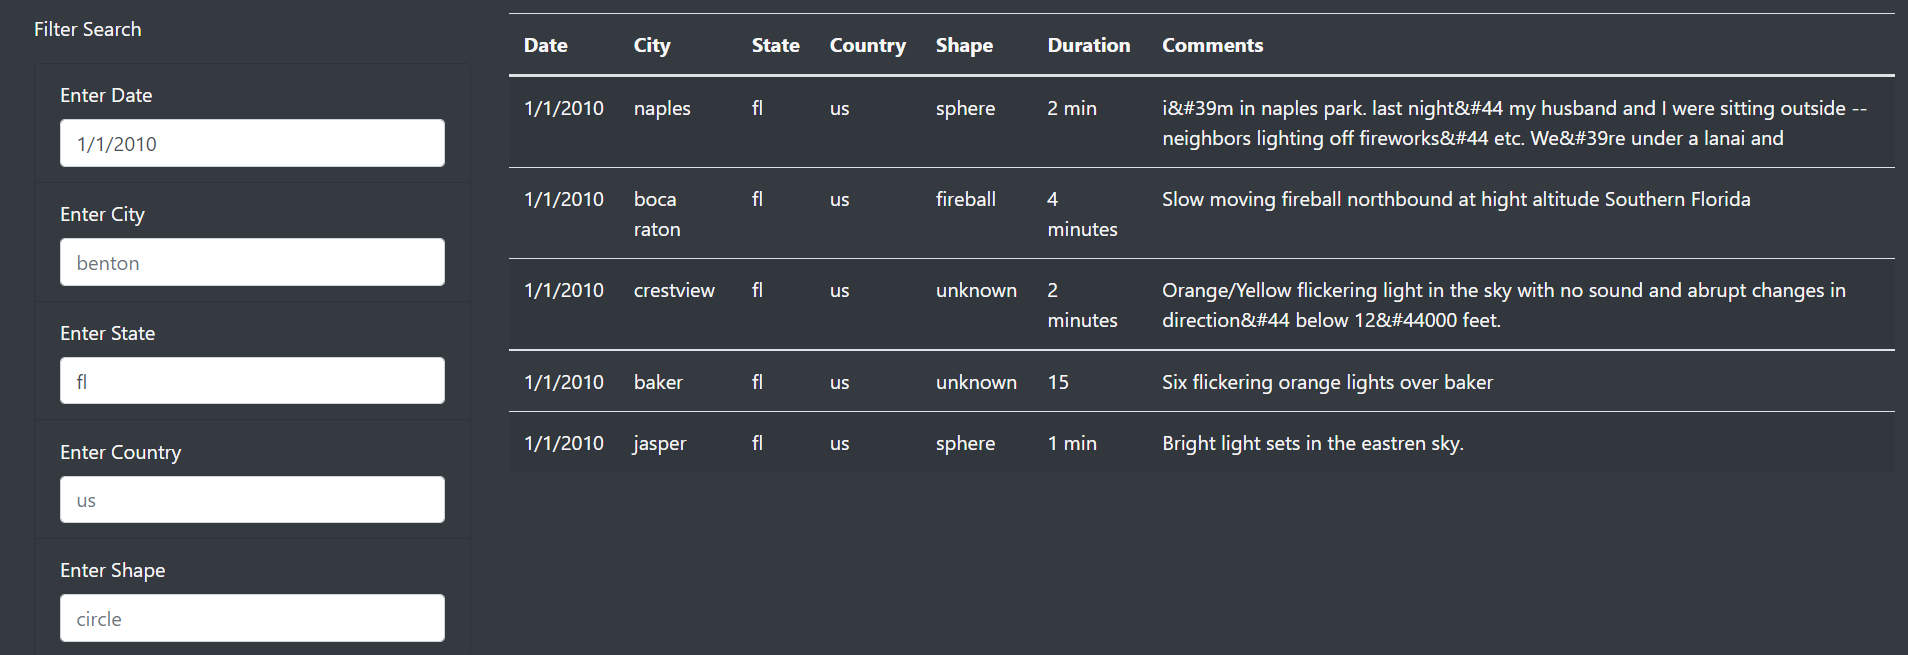 Filter Search
Enter Date
1/1/2010
Enter City
benton
Enter State
fl
Enter Country
us
Enter Shape
circle
Date City State Country Shape Duration Comments
1/1/2010 naples fl us sphere 2 min i&#39m in naples park. last night&#44 my husband and I were sitting outside --
neighbors lighting off fireworks&#44 etc. We&#39re under a lanai and
1/1/2010 boca fl us fireball 4 Slow moving fireball northbound at hight altitude Southern Florida
raton minutes
1/1/2010 crestview fl us unknown 2 Orange/Yellow flickering light in the sky with no sound and abrupt changes in
minutes direction&#44 below 12&#44000 feet.
1/1/2010 baker fl us unknown 15 Six flickering orange lights over baker
1/1/2010 jasper fl us sphere 1 min Bright light sets in the eastren sky.